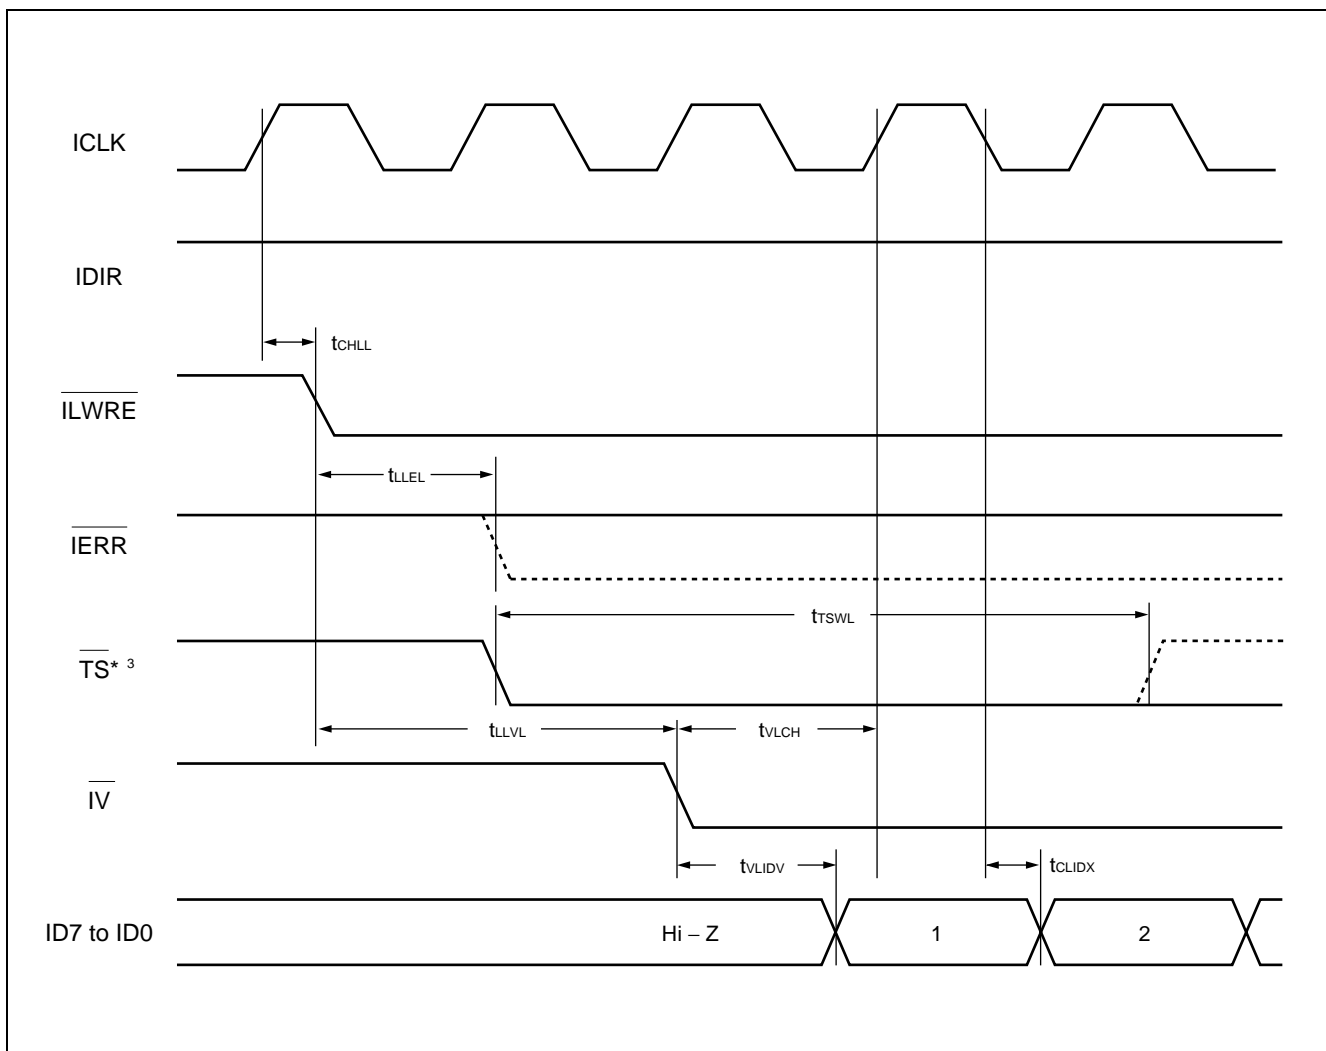 ICLK
IDIR
tCHLL
ILWRE
tLLEL
IERR
tTSWL
TS* 3
tLLVL
tVLCH
IV
tVLIDV
tCLIDX
ID7 to ID0
Hi – Z
1
2